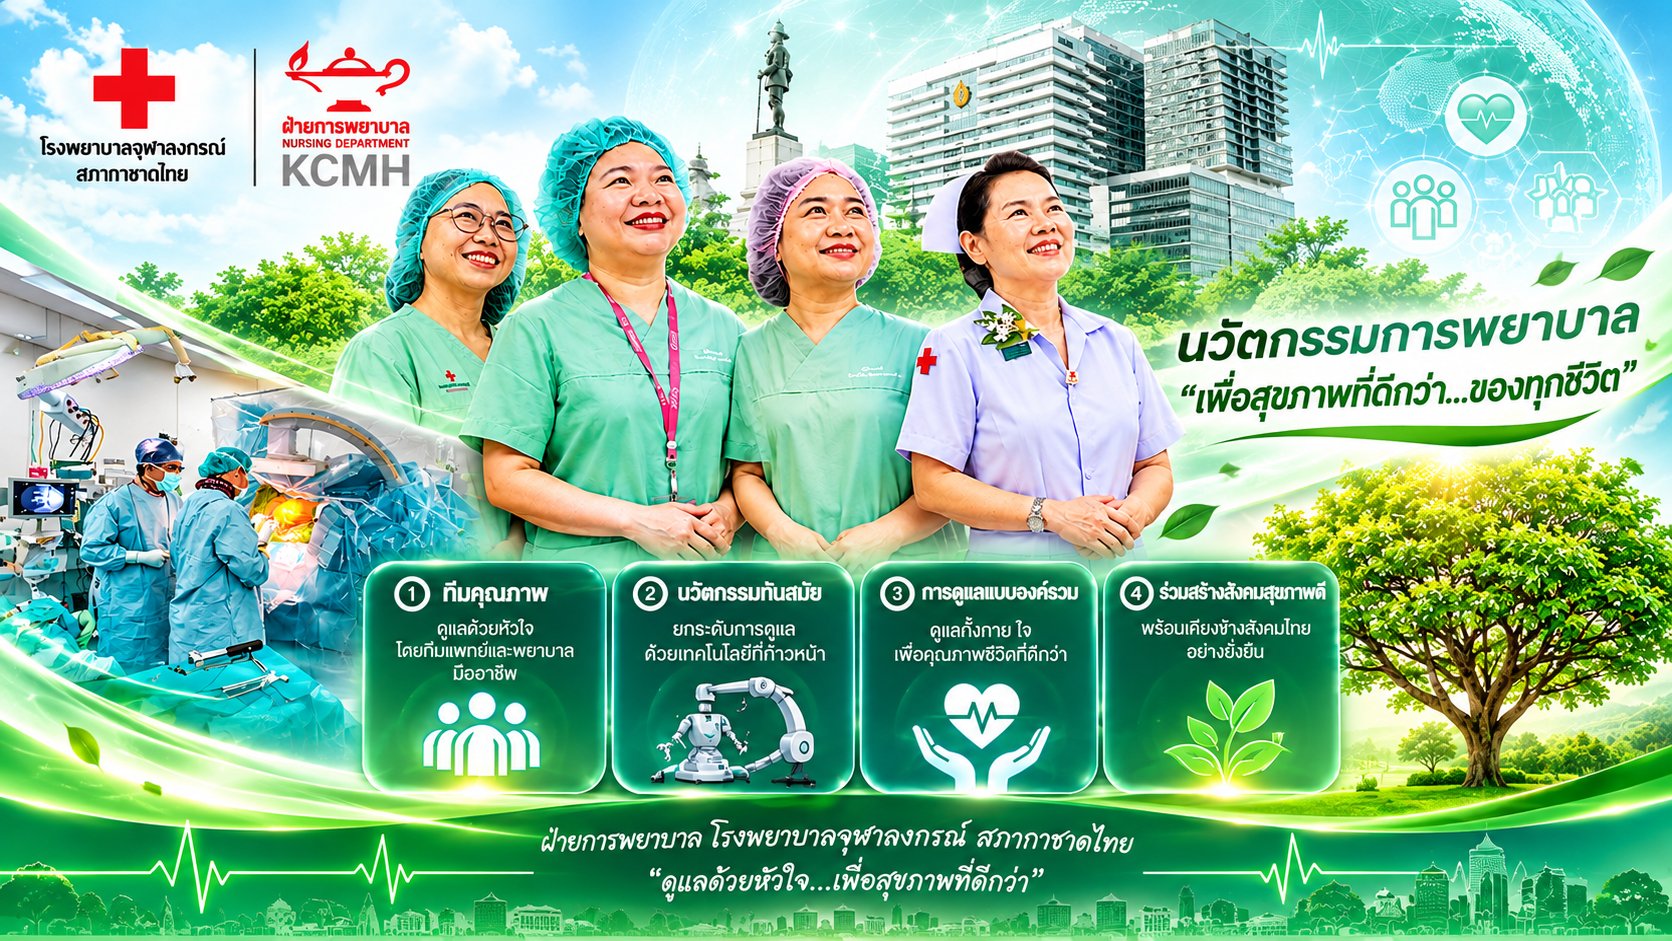 โรงพยาบาลจุฬาลงกรณ์
สภากาชาดไทย
ฝ่ายการพยาบาล
NURSING DEPARTMENT
KCMH
นวัตกรรมการพยาบาล
“เพื่อสุขภาพที่ดีกว่า...ของทุกชีวิต”
1 ทีมคุณภาพ
ดูแลด้วยหัวใจ
โดยทีมแพทย์และพยาบาล
มืออาชีพ
2 นวัตกรรมทันสมัย
ยกระดับการดูแล
ด้วยเทคโนโลยีที่ก้าวหน้า
3 การดูแลแบบองค์รวม
ดูแลทั้งกาย ใจ
เพื่อคุณภาพชีวิตที่ดีกว่า
4 ร่วมสร้างสังคมสุขภาพดี
พร้อมเคียงข้างสังคมไทย
อย่างยั่งยืน
ฝ่ายการพยาบาล โรงพยาบาลจุฬาลงกรณ์ สภากาชาดไทย
“ดูแลด้วยหัวใจ...เพื่อสุขภาพที่ดีกว่า”